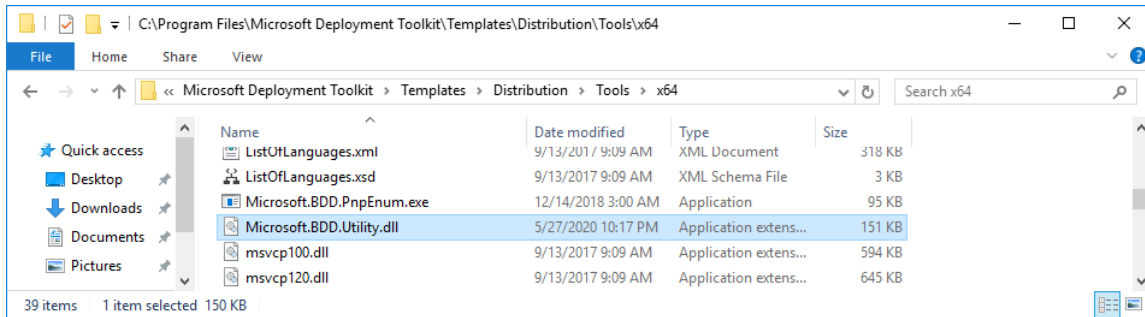 C:\Program Files\Microsoft Deployment Toolkit\Templates\Distribution\Tools\x64
File Home Share View
« Microsoft Deployment Toolkit > Templates > Distribution > Tools > x64 Search x64
Name Date modified Type Size
Quick access
ListOfLanguages.xml 9/13/2017 9:09 AM XML Document 318 KB
Desktop
ListOfLanguages.xsd 9/13/2017 9:09 AM XML Schema File 3 KB
Downloads
Microsoft.BDD.PnpEnum.exe 12/14/2018 3:00 AM Application 95 KB
Microsoft.BDD.Utility.dll 5/27/2020 10:17 PM Application extens... 151 KB
Documents
msvcp100.dll 9/13/2017 9:09 AM Application extens... 594 KB
Pictures
msvcp120.dll 9/13/2017 9:09 AM Application extens... 645 KB
39 items 1 item selected 150 KB